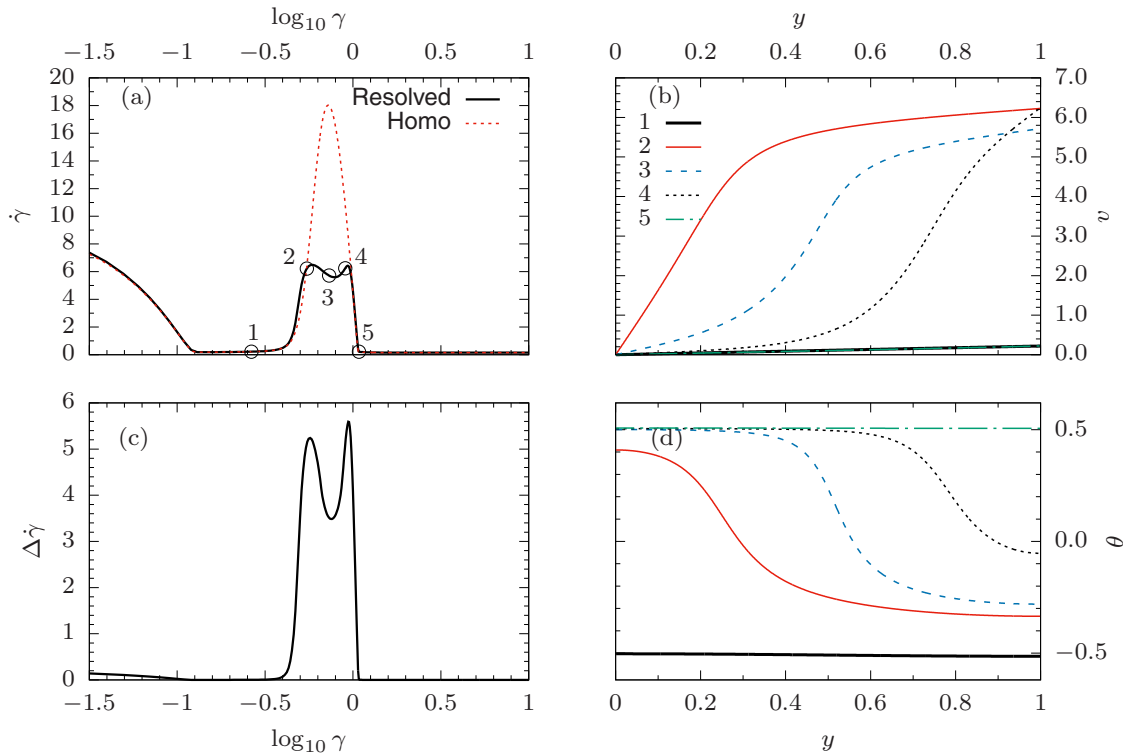 log₁₀ γ
−1.5 −1 −0.5 0 0.5 1
20
18
16
14
12
10
8
6
4
2
0
γ̇
(a)
Resolved
Homo
1
2
3
4
5
y
0 0.2 0.4 0.6 0.8 1
(b)
1
2
3
4
5
7.0
6.0
5.0
4.0
3.0
2.0
1.0
0.0
v
6
5
4
3
2
1
0
Δγ̇
(c)
−1.5 −1 −0.5 0 0.5 1
log₁₀ γ
(d)
0.5
0.0
−0.5
θ
0 0.2 0.4 0.6 0.8 1
y